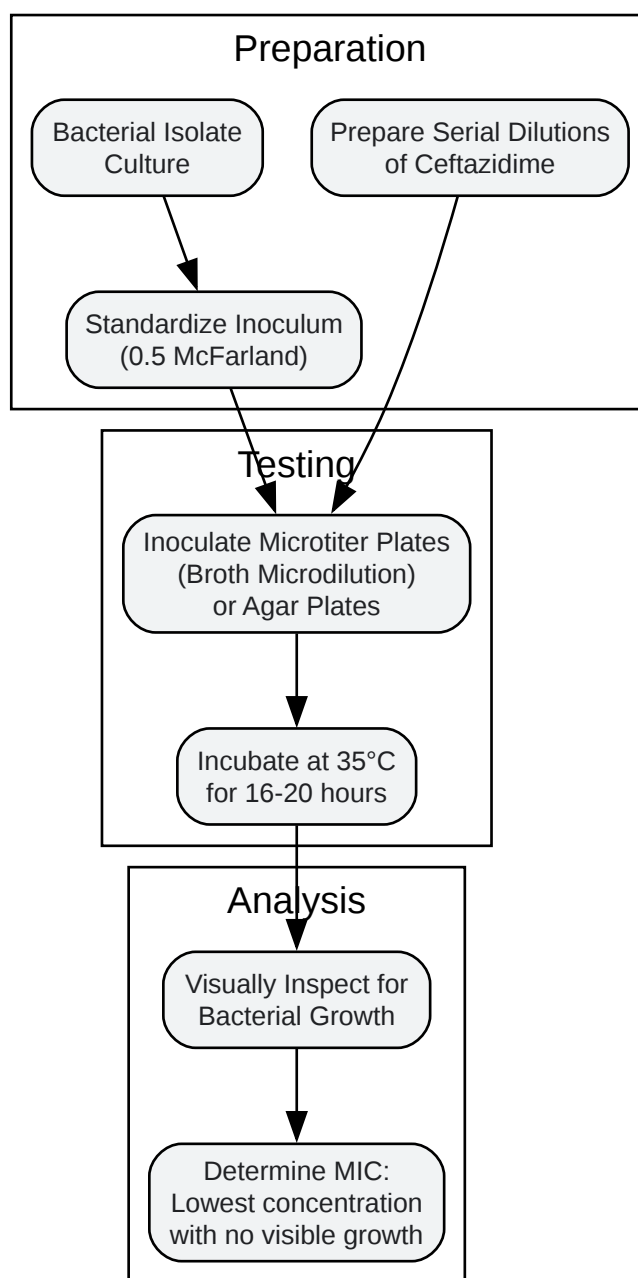 Preparation
Bacterial Isolate
Culture
Prepare Serial Dilutions
of Ceftazidime
Standardize Inoculum
(0.5 McFarland)
Testing
Inoculate Microtiter Plates
(Broth Microdilution)
or Agar Plates
Incubate at 35°C
for 16-20 hours
Analysis
Visually Inspect for
Bacterial Growth
Determine MIC:
Lowest concentration
with no visible growth